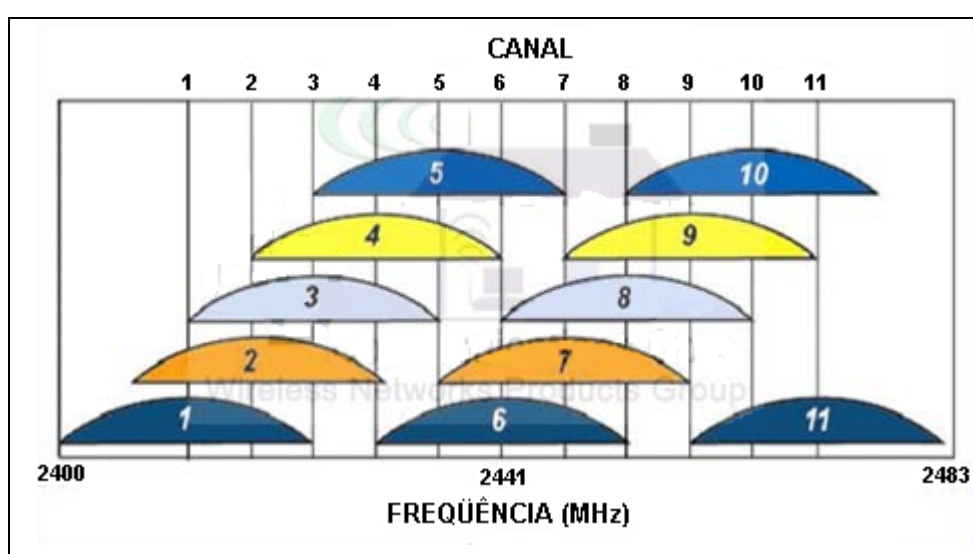 CANAL
1 2 3 4 5 6 7 8 9 10 11
5 10
4 9
3 8
2 7
Wireless Networks Products Group
1 6 11
2400 2441 2483
FREQÜÊNCIA (MHz)